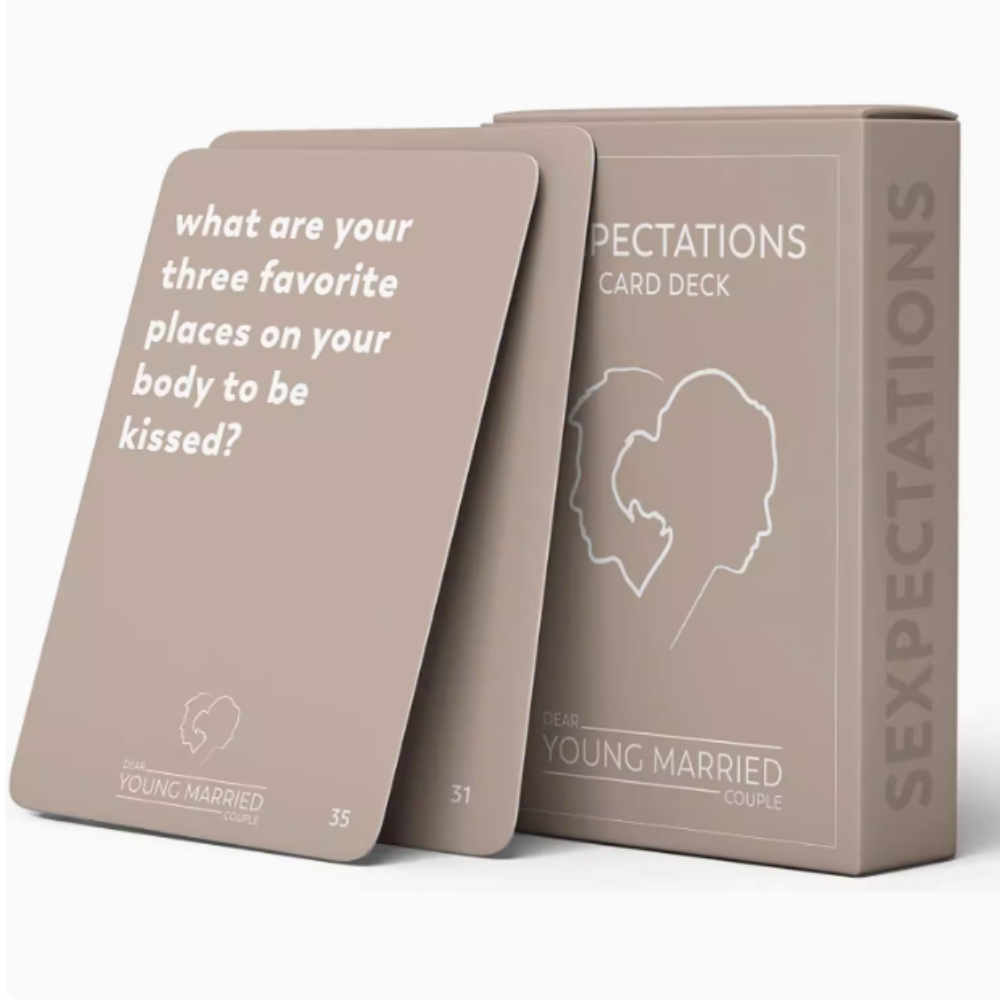 what are your
three favorite
places on your
body to be
kissed?
DEAR
YOUNG MARRIED
COUPLE
35
31
PECTATIONS
CARD DECK
DEAR
YOUNG MARRIED
COUPLE
SEXPECTATIONS